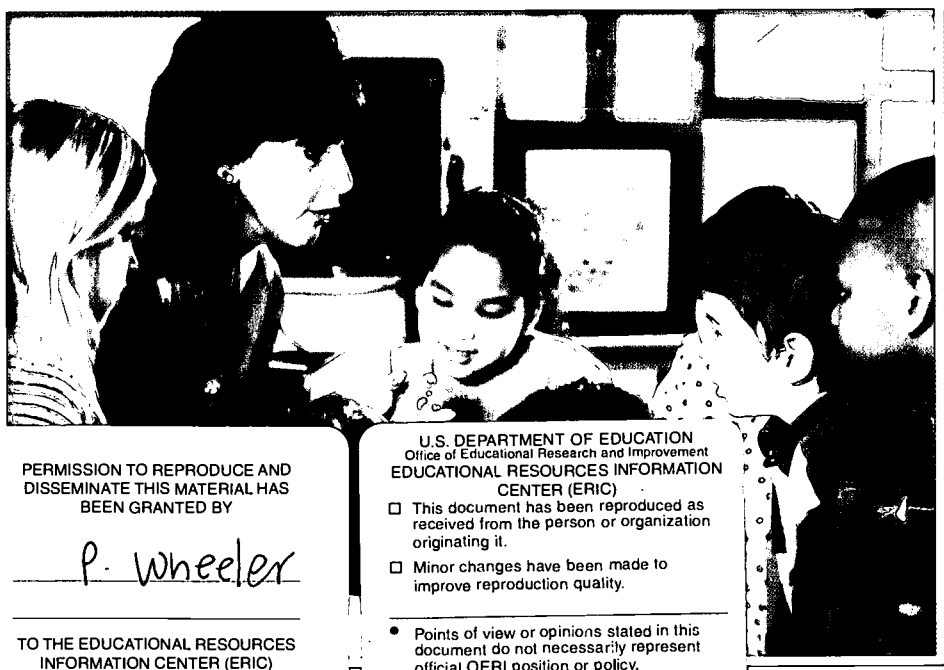 PERMISSION TO REPRODUCE AND
DISSEMINATE THIS MATERIAL HAS
BEEN GRANTED BY
P. Wheeler
TO THE EDUCATIONAL RESOURCES
INFORMATION CENTER (ERIC)
U.S. DEPARTMENT OF EDUCATION
Office of Educational Research and Improvement
EDUCATIONAL RESOURCES INFORMATION
CENTER (ERIC)
□ This document has been reproduced as
received from the person or organization
originating it.
□ Minor changes have been made to
improve reproduction quality.
• Points of view or opinions stated in this
document do not necessarily represent
official OERI position or policy.